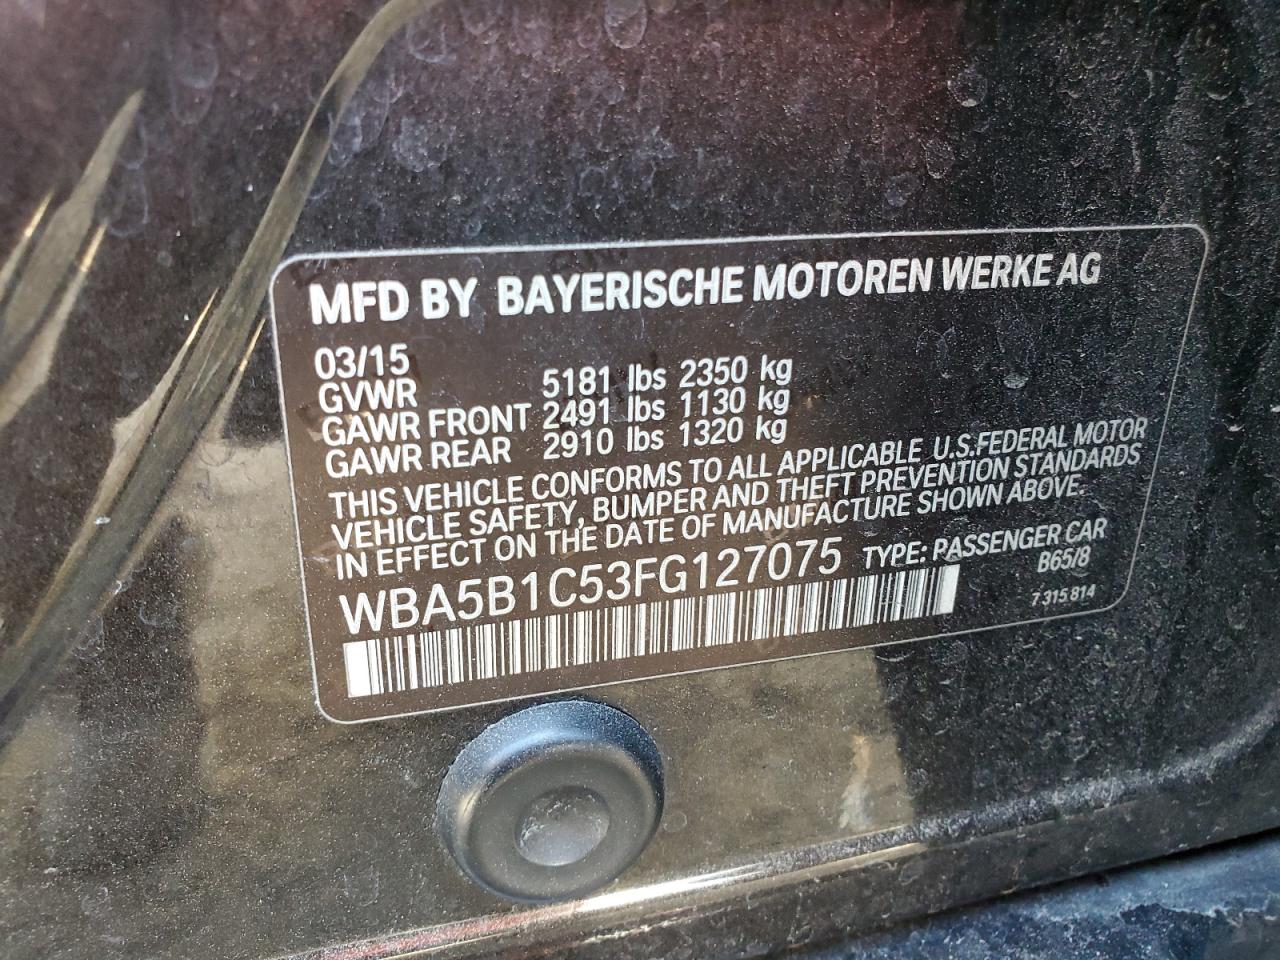 MFD BY BAYERISCHE MOTOREN WERKE AG
03/15
GVWR 5181 lbs 2350 kg
GAWR FRONT 2491 lbs 1130 kg
GAWR REAR 2910 lbs 1320 kg
THIS VEHICLE CONFORMS TO ALL APPLICABLE U.S.FEDERAL MOTOR
VEHICLE SAFETY, BUMPER AND THEFT PREVENTION STANDARDS
IN EFFECT ON THE DATE OF MANUFACTURE SHOWN ABOVE.
WBA5B1C53FG127075 TYPE: PASSENGER CAR
B65/8
7 315 814